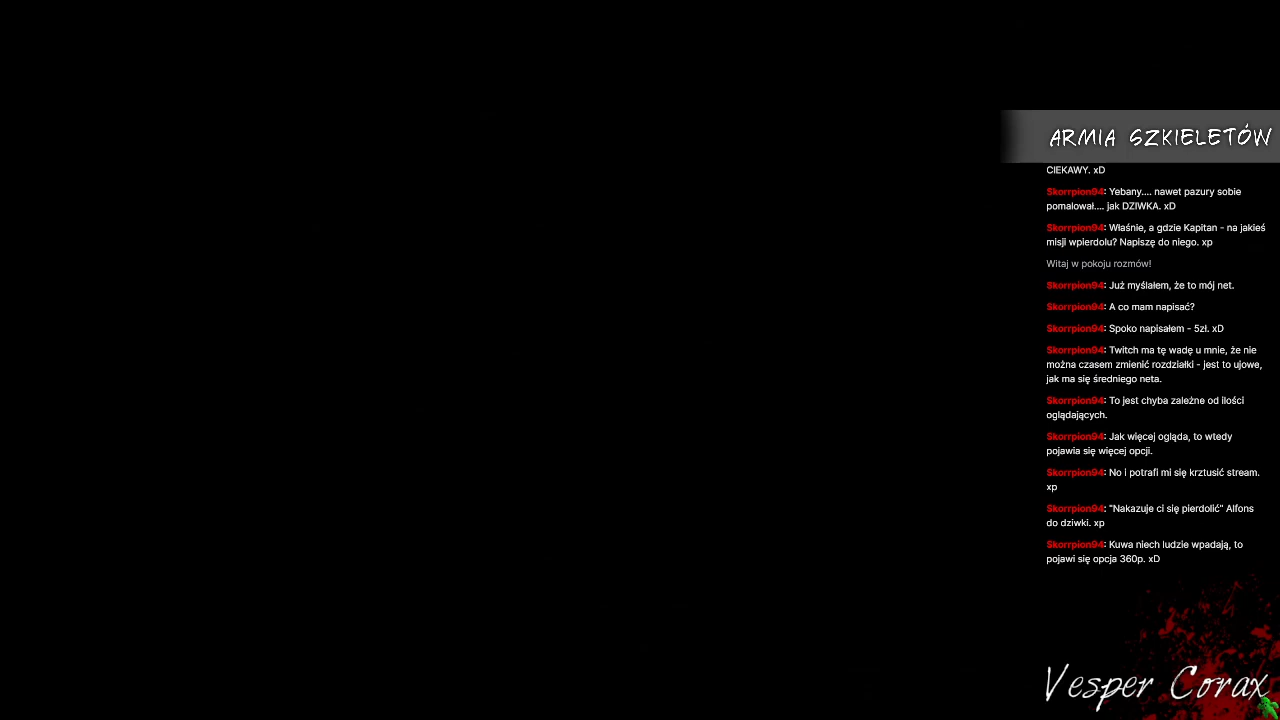 ARMIA SZKIELETÓW
CIEKAWY. xD
Skorrpion94: Yebany.... nawet pazury sobie
pomalował.... jak DZIWKA. xD
Skorrpion94: Właśnie, a gdzie Kapitan - na jakieś
misji wpierdolu? Napiszę do niego. xp
Witaj w pokoju rozmów!
Skorrpion94: Już myślałem, że to mój net.
Skorrpion94: A co mam napisać?
Skorrpion94: Spoko napisałem - 5zł. xD
Skorrpion94: Twitch ma tę wadę u mnie, że nie
można czasem zmienić rozdziałki - jest to ujowe,
jak ma się średniego neta.
Skorrpion94: To jest chyba zależne od ilości
oglądających.
Skorrpion94: Jak więcej ogląda, to wtedy
pojawia się więcej opcji.
Skorrpion94: No i potrafi mi się krztusić stream.
xp
Skorrpion94: "Nakazuje ci się pierdolić" Alfons
do dziwki. xp
Skorrpion94: Kuwa niech ludzie wpadają, to
pojawi się opcja 360p. xD
Vesper Corax